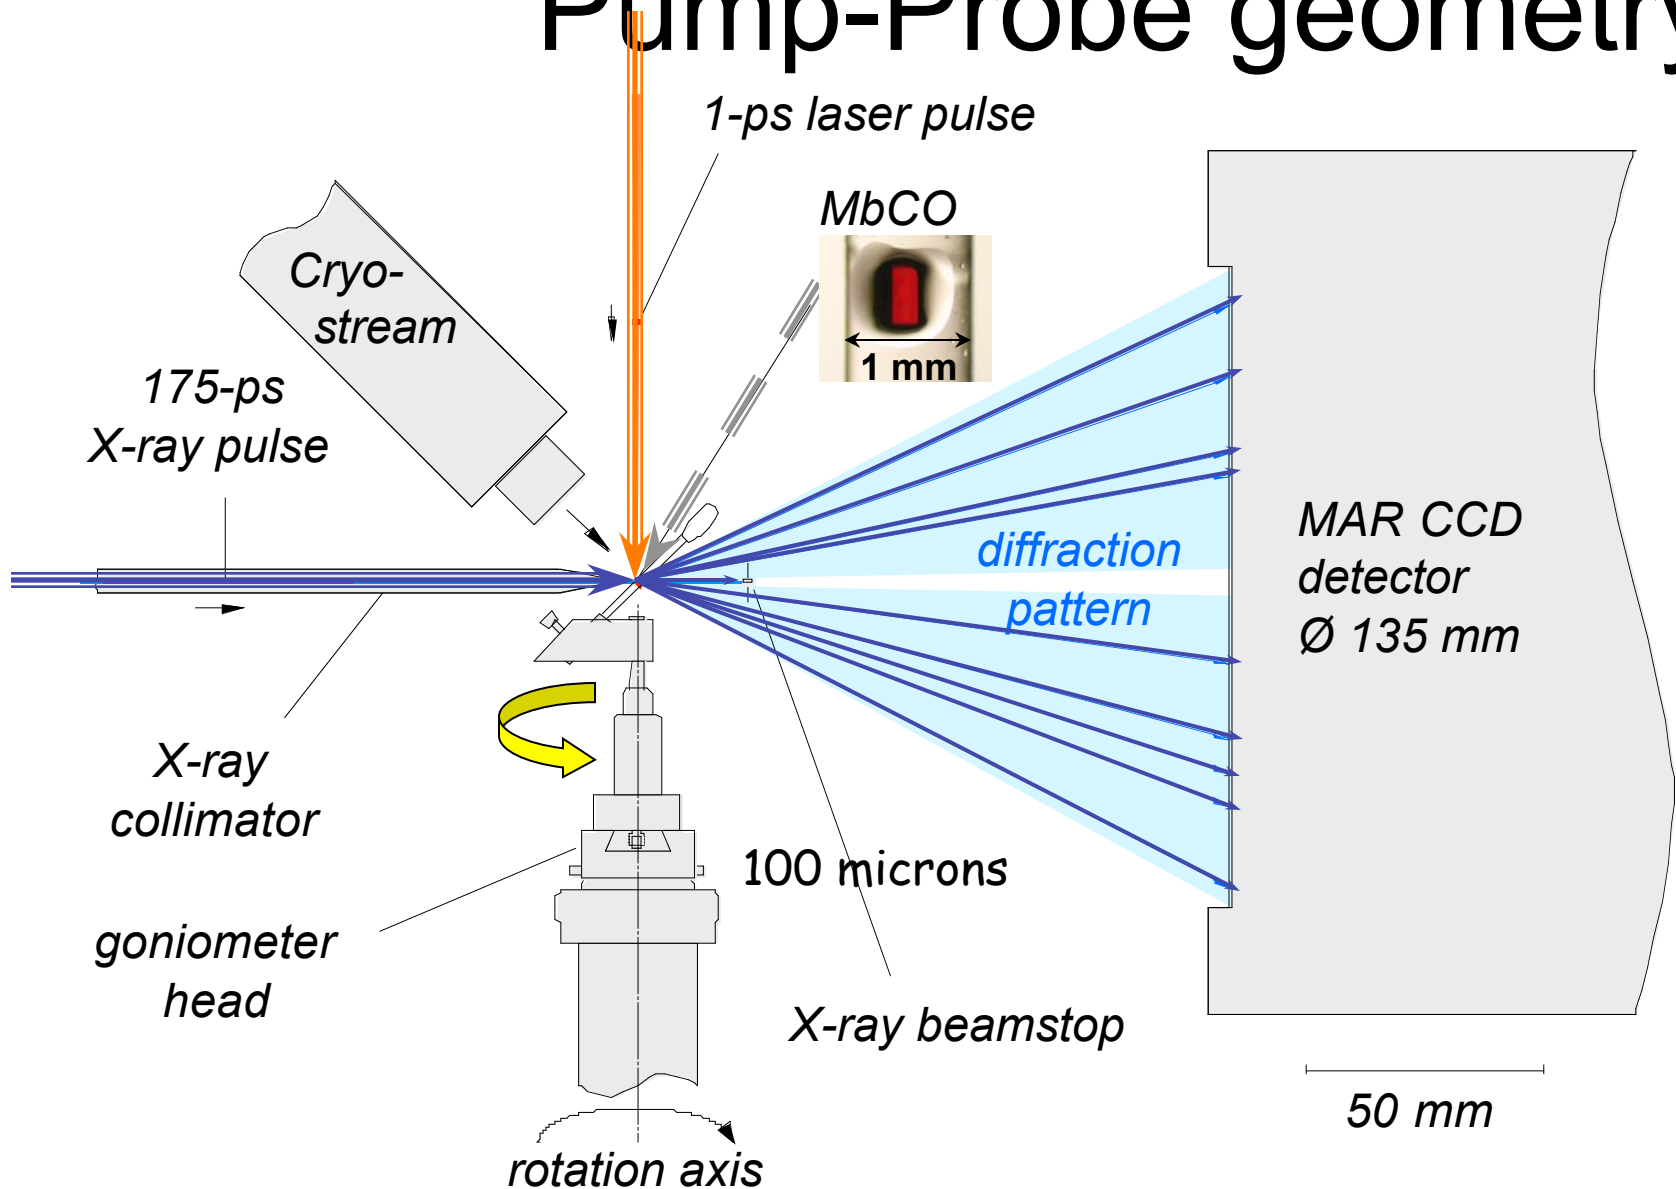 Pump-Probe geometry
1-ps laser pulse
MbCO
1 mm
Cryo-
stream
175-ps
X-ray pulse
diffraction
pattern
MAR CCD
detector
Ø 135 mm
X-ray
collimator
100 microns
goniometer
head
X-ray beamstop
50 mm
rotation axis